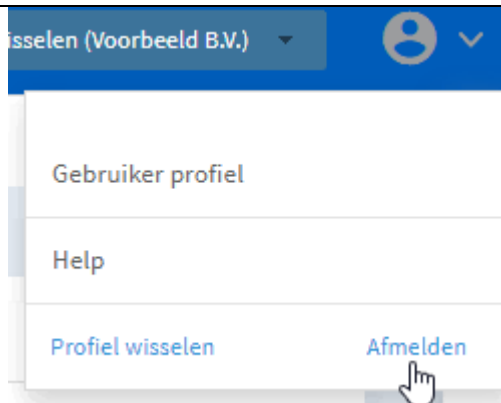 isselen (Voorbeeld B.V.)
Gebruiker profiel
Help
Profiel wisselen Afmelden